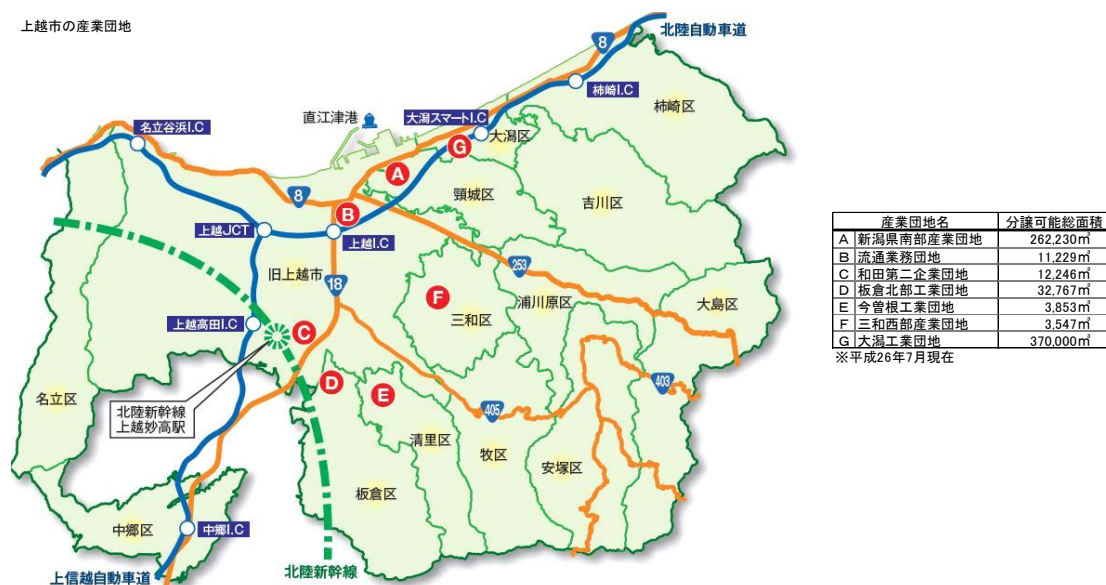 上越市の産業団地
北陸自動車道
8
柿崎I.C
柿崎区
直江津港
大潟スマートI.C
名立谷浜I.C
大潟区
G
A
8
頸城区
吉川区
B
上越JCT
上越I.C
旧上越市
18
253
浦川原区
大島区
F
三和区
上越高田I.C
C
D
E
403
名立区
北陸新幹線
上越妙高駅
405
清里区
牧区
安塚区
板倉区
中郷区
中郷I.C
北陸新幹線
上信越自動車道
産業団地名 分譲可能総面積
A 新潟県南部産業団地 262,230㎡
B 流通業務団地 11,229㎡
C 和田第二企業団地 12,246㎡
D 板倉北部工業団地 32,767㎡
E 今曽根工業団地 3,853㎡
F 三和西部産業団地 3,547㎡
G 大潟工業団地 370,000㎡
※平成26年7月現在